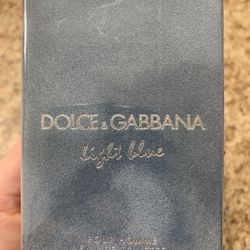 DOLCE & GABBANA
light blue
POUR HOMME